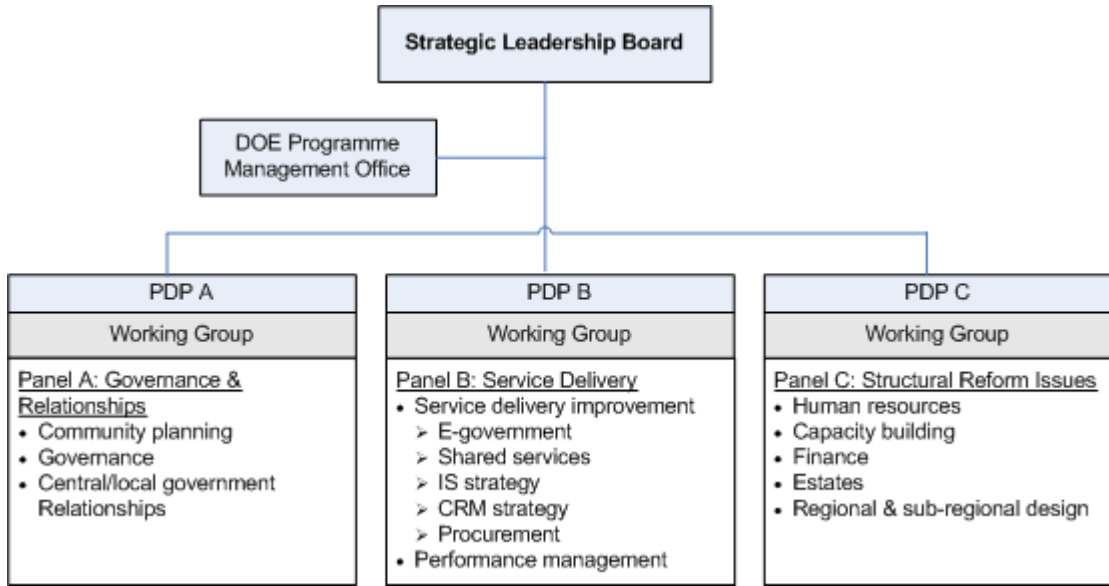 Strategic Leadership Board
DOE Programme
Management Office
PDP A
Working Group
Panel A: Governance &
Relationships
• Community planning
• Governance
• Central/local government
Relationships
PDP B
Working Group
Panel B: Service Delivery
• Service delivery improvement
➢ E-government
➢ Shared services
➢ IS strategy
➢ CRM strategy
➢ Procurement
• Performance management
PDP C
Working Group
Panel C: Structural Reform Issues
• Human resources
• Capacity building
• Finance
• Estates
• Regional & sub-regional design